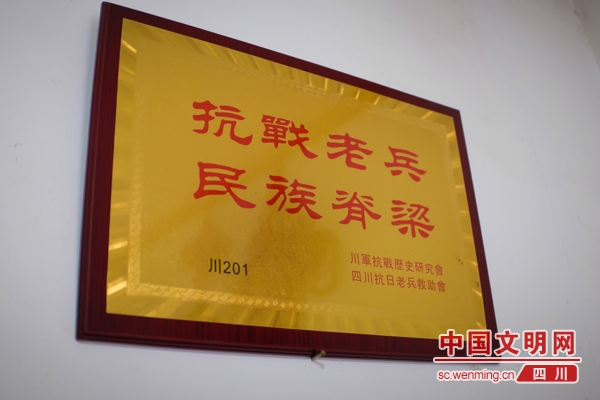 抗戰老兵
民族脊梁
川201
川軍抗戰歷史研究會
四川抗日老兵救助會
中国文明网
sc.wenming.cn 四川